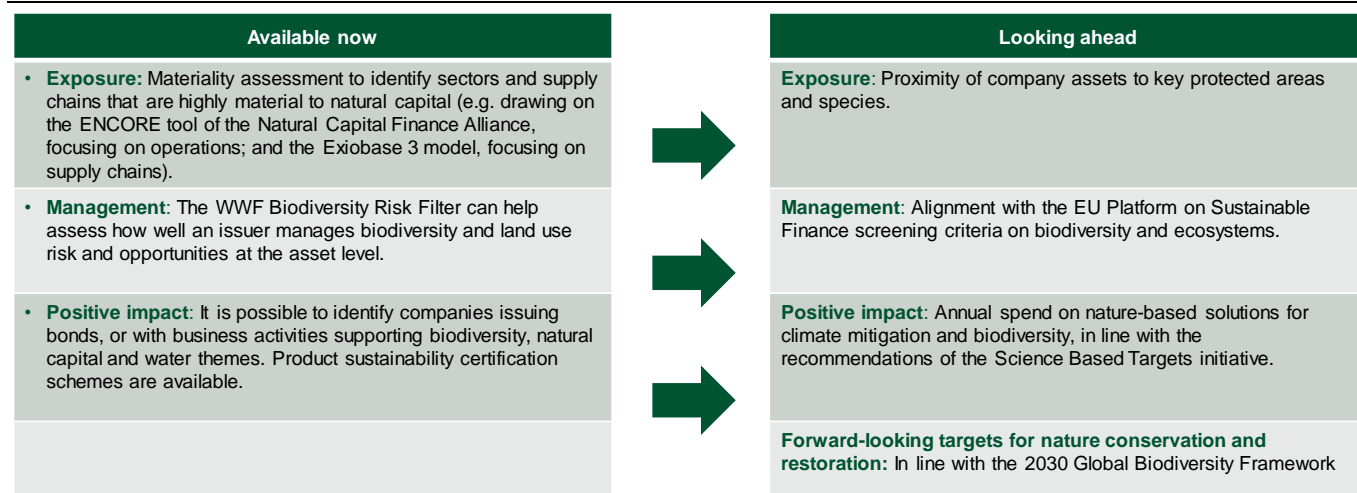 Available now
• Exposure: Materiality assessment to identify sectors and supply
chains that are highly material to natural capital (e.g. drawing on
the ENCORE tool of the Natural Capital Finance Alliance,
focusing on operations; and the Exiobase 3 model, focusing on
supply chains).
• Management: The WWF Biodiversity Risk Filter can help
assess how well an issuer manages biodiversity and land use
risk and opportunities at the asset level.
• Positive impact: It is possible to identify companies issuing
bonds, or with business activities supporting biodiversity, natural
capital and water themes. Product sustainability certification
schemes are available.
Looking ahead
Exposure: Proximity of company assets to key protected areas
and species.
Management: Alignment with the EU Platform on Sustainable
Finance screening criteria on biodiversity and ecosystems.
Positive impact: Annual spend on nature-based solutions for
climate mitigation and biodiversity, in line with the
recommendations of the Science Based Targets initiative.
Forward-looking targets for nature conservation and
restoration: In line with the 2030 Global Biodiversity Framework